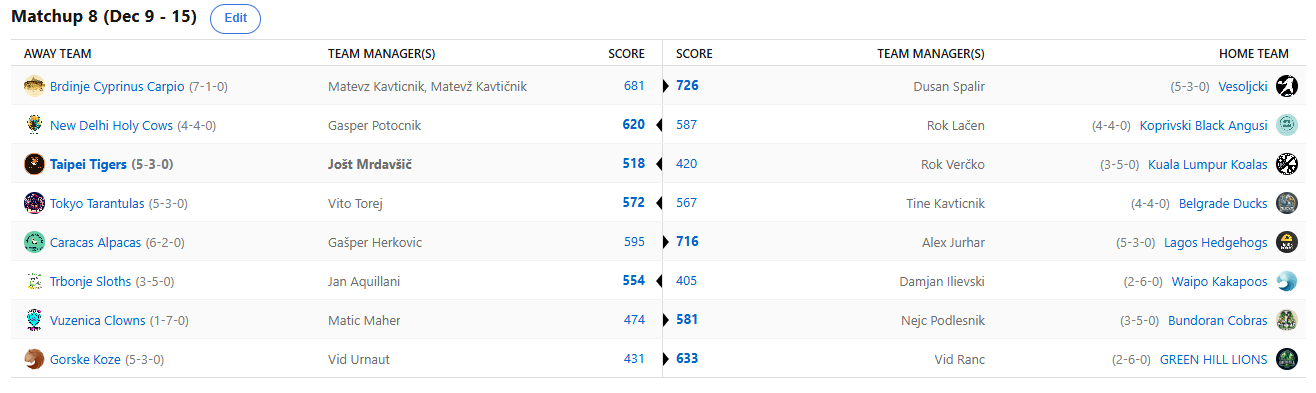 Matchup 8 (Dec 9 - 15) Edit
AWAY TEAM TEAM MANAGER(S) SCORE SCORE TEAM MANAGER(S) HOME TEAM
Brdinje Cyprinus Carpio (7-1-0) Matevz Kavticnik, Matevž Kavtičnik 681 726 Dusan Spalir (5-3-0) Vesoljcki
New Delhi Holy Cows (4-4-0) Gasper Potocnik 620 587 Rok Lačen (4-4-0) Koprivski Black Angusi
Taipei Tigers (5-3-0) Jošt Mrdavšič 518 420 Rok Verčko (3-5-0) Kuala Lumpur Koalas
Tokyo Tarantulas (5-3-0) Vito Torej 572 567 Tine Kavticnik (4-4-0) Belgrade Ducks
Caracas Alpacas (6-2-0) Gašper Herkovic 595 716 Alex Jurhar (5-3-0) Lagos Hedgehogs
Trbonje Sloths (3-5-0) Jan Aquillani 554 405 Damjan Ilievski (2-6-0) Waipo Kakapoos
Vuzenica Clowns (1-7-0) Matic Maher 474 581 Nejc Podlesnik (3-5-0) Bundoran Cobras
Gorske Koze (5-3-0) Vid Urnaut 431 633 Vid Ranc (2-6-0) GREEN HILL LIONS